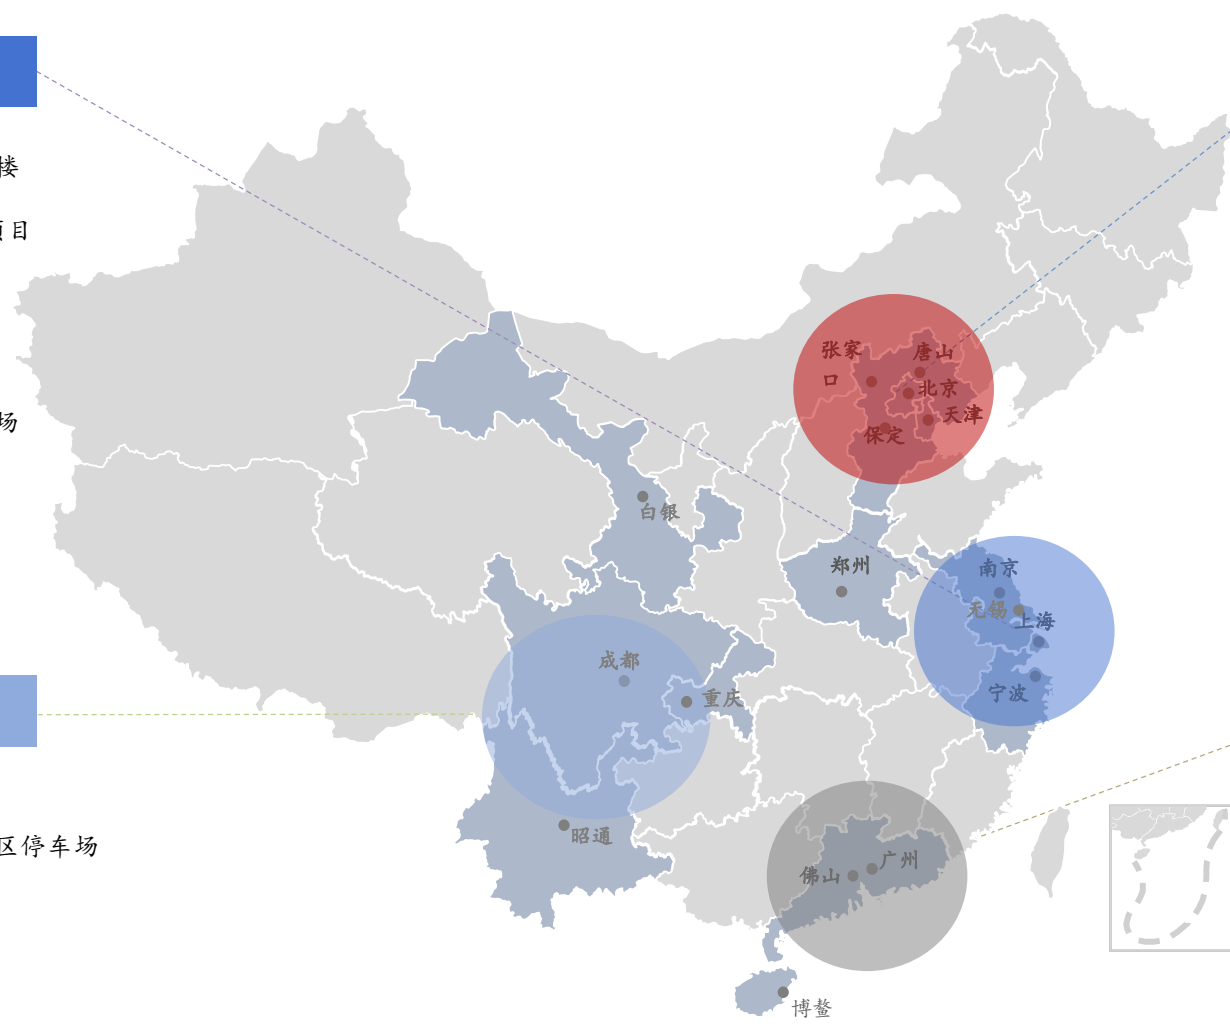 楼
项目
场
区停车场
张家
口
唐山
北京
天津
保定
白银
郑州
南京
无锡
上海
宁波
成都
重庆
昭通
广州
佛山
博鳌